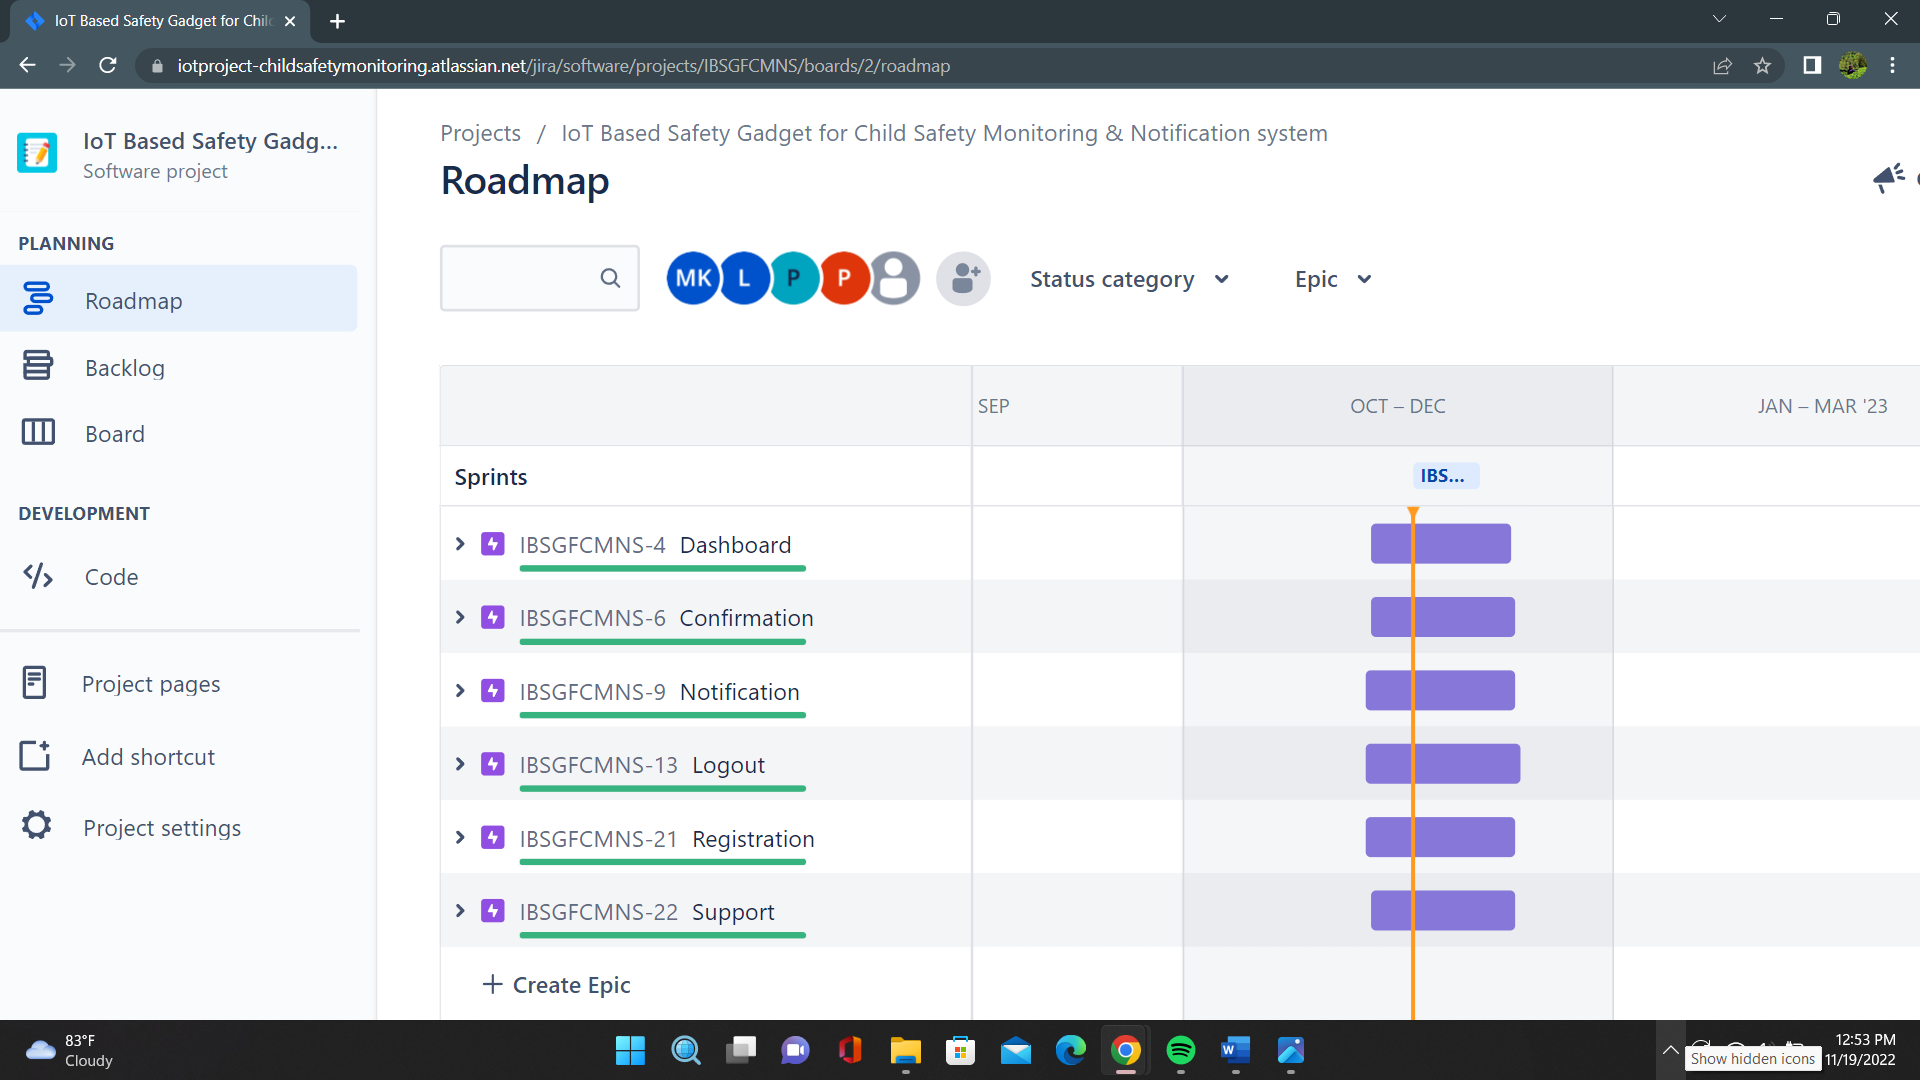 IoT Based Safety Gadget for Chil
iotproject-childsafetymonitoring.atlassian.net/jira/software/projects/IBSGFCMNS/boards/2/roadmap
IoT Based Safety Gadg...
Software project
PLANNING
Roadmap
Backlog
Board
DEVELOPMENT
Code
Project pages
Add shortcut
Project settings
Projects / IoT Based Safety Gadget for Child Safety Monitoring & Notification system
Roadmap
MK L P P
Status category
Epic
SEP
OCT – DEC
JAN – MAR '23
Sprints
IBS...
IBSGFCMNS-4 Dashboard
IBSGFCMNS-6 Confirmation
IBSGFCMNS-9 Notification
IBSGFCMNS-13 Logout
IBSGFCMNS-21 Registration
IBSGFCMNS-22 Support
+ Create Epic
83°F
Cloudy
Show hidden icons
12:53 PM
11/19/2022